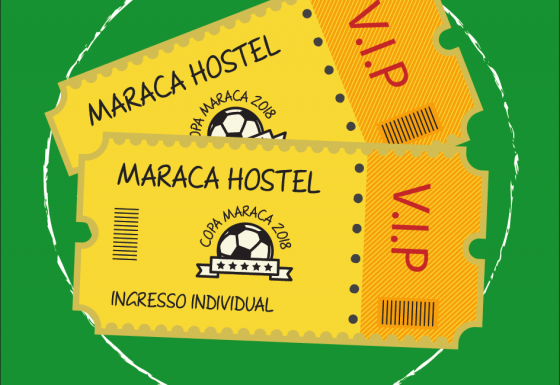 MARACA HOSTEL
COPA MARACA 2018
V.I.P
MARACA HOSTEL
COPA MARACA 2018
INGRESSO INDIVIDUAL
V.I.P